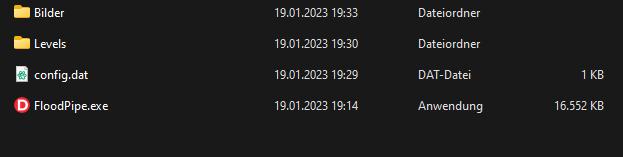 Bilder 19.01.2023 19:33 Dateiordner
Levels 19.01.2023 19:30 Dateiordner
config.dat 19.01.2023 19:29 DAT-Datei 1 KB
D FloodPipe.exe 19.01.2023 19:14 Anwendung 16.552 KB